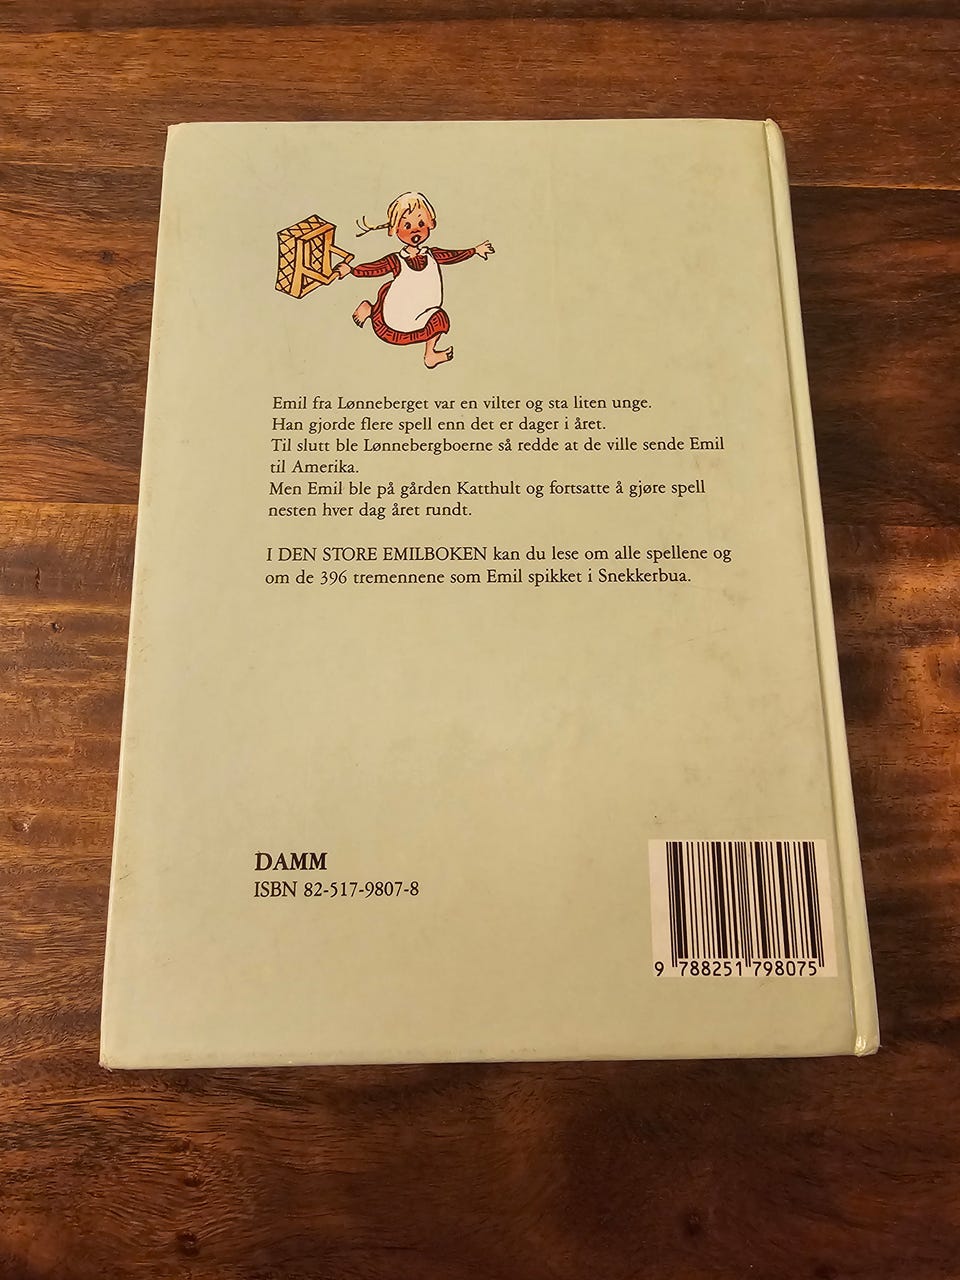 Emil fra Lønneberget var en vilter og sta liten unge.
Han gjorde flere spell enn det er dager i året.
Til slutt ble Lønnebergboerne så redde at de ville sende Emil
til Amerika.
Men Emil ble på gården Katthult og fortsatte å gjøre spell
nesten hver dag året rundt.
I DEN STORE EMILBOKEN kan du lese om alle spellene og
om de 396 tremennene som Emil spikket i Snekkerbua.
DAMM
ISBN 82-517-9807-8
9 788251 798075